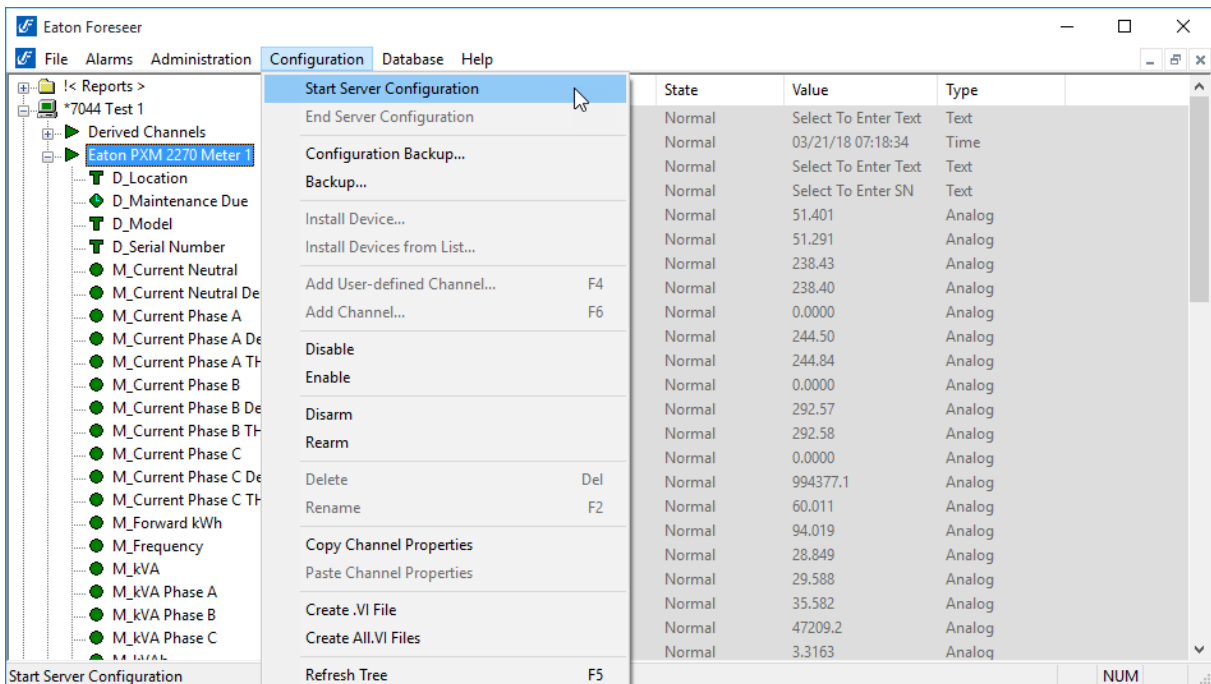 Eaton Foreseer
File Alarms Administration Configuration Database Help
!< Reports >
*7044 Test 1
Derived Channels
Eaton PXM 2270 Meter 1
D_Location
D_Maintenance Due
D_Model
D_Serial Number
M_Current Neutral
M_Current Neutral De
M_Current Phase A
M_Current Phase A De
M_Current Phase A TH
M_Current Phase B
M_Current Phase B De
M_Current Phase B TH
M_Current Phase C
M_Current Phase C De
M_Current Phase C TH
M_Forward kWh
M_Frequency
M_kVA
M_kVA Phase A
M_kVA Phase B
M_kVA Phase C
M_kVAh
Start Server Configuration
End Server Configuration
Configuration Backup...
Backup...
Install Device...
Install Devices from List...
Add User-defined Channel... F4
Add Channel... F6
Disable
Enable
Disarm
Rearm
Delete Del
Rename F2
Copy Channel Properties
Paste Channel Properties
Create .VI File
Create All.VI Files
Refresh Tree F5
State Value Type
Normal Select To Enter Text Text
Normal 03/21/18 07:18:34 Time
Normal Select To Enter Text Text
Normal Select To Enter SN Text
Normal 51.401 Analog
Normal 51.291 Analog
Normal 238.43 Analog
Normal 238.40 Analog
Normal 0.0000 Analog
Normal 244.50 Analog
Normal 244.84 Analog
Normal 0.0000 Analog
Normal 292.57 Analog
Normal 292.58 Analog
Normal 0.0000 Analog
Normal 994377.1 Analog
Normal 60.011 Analog
Normal 94.019 Analog
Normal 28.849 Analog
Normal 29.588 Analog
Normal 35.582 Analog
Normal 47209.2 Analog
Normal 3.3163 Analog
Start Server Configuration
NUM